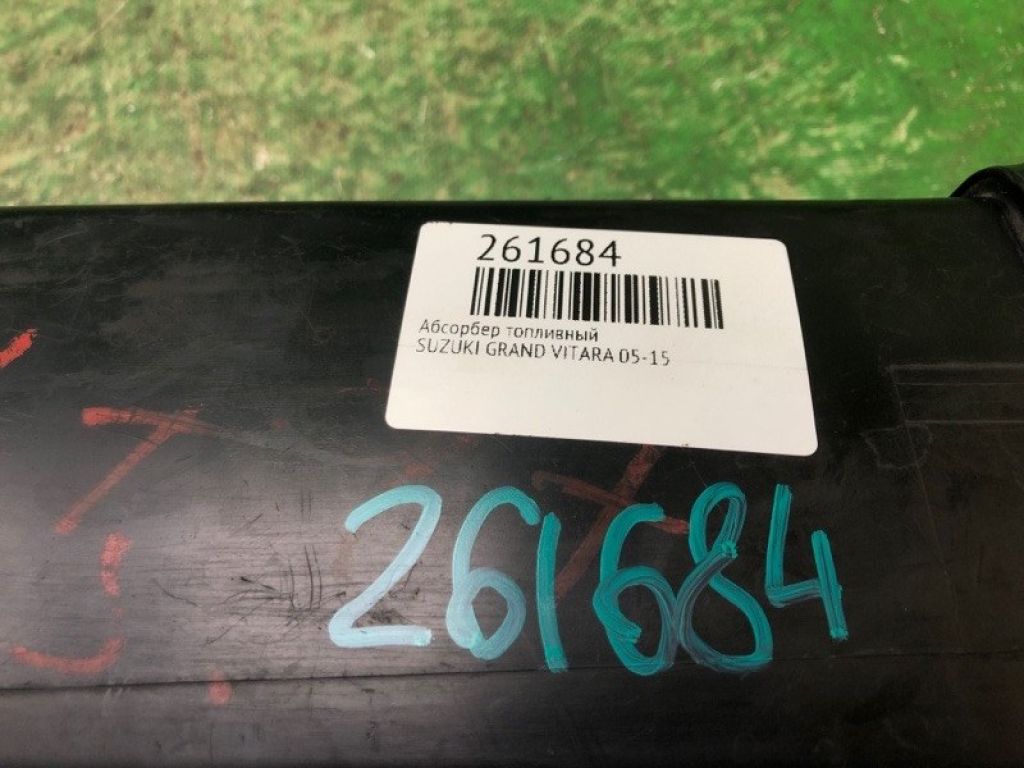 261684
Абсорбер топливный
SUZUKI GRAND VITARA 05-15
261684